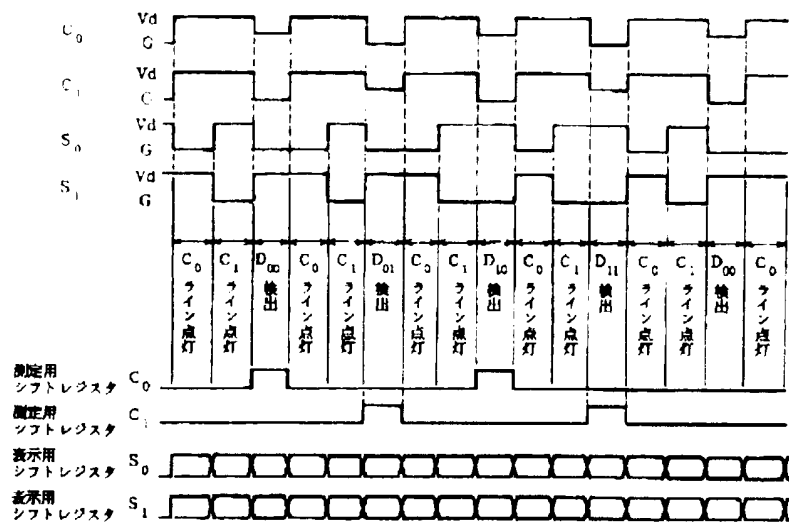 C₀ Vd
G
C₁ Vd
G
S₀ Vd
G
S₁ Vd
G
C₀ ライン点灯
C₁ ライン点灯
D₀₀ 検出
C₀ ライン点灯
C₁ ライン点灯
D₀₁ 検出
C₀ ライン点灯
C₁ ライン点灯
D₁₀ 検出
C₀ ライン点灯
C₁ ライン点灯
D₁₁ 検出
C₀ ライン点灯
C₁ ライン点灯
D₀₀ 検出
C₀ ライン点灯
測定用
シフトレジスタ C₀
測定用
シフトレジスタ C₁
表示用
シフトレジスタ S₀
表示用
シフトレジスタ S₁